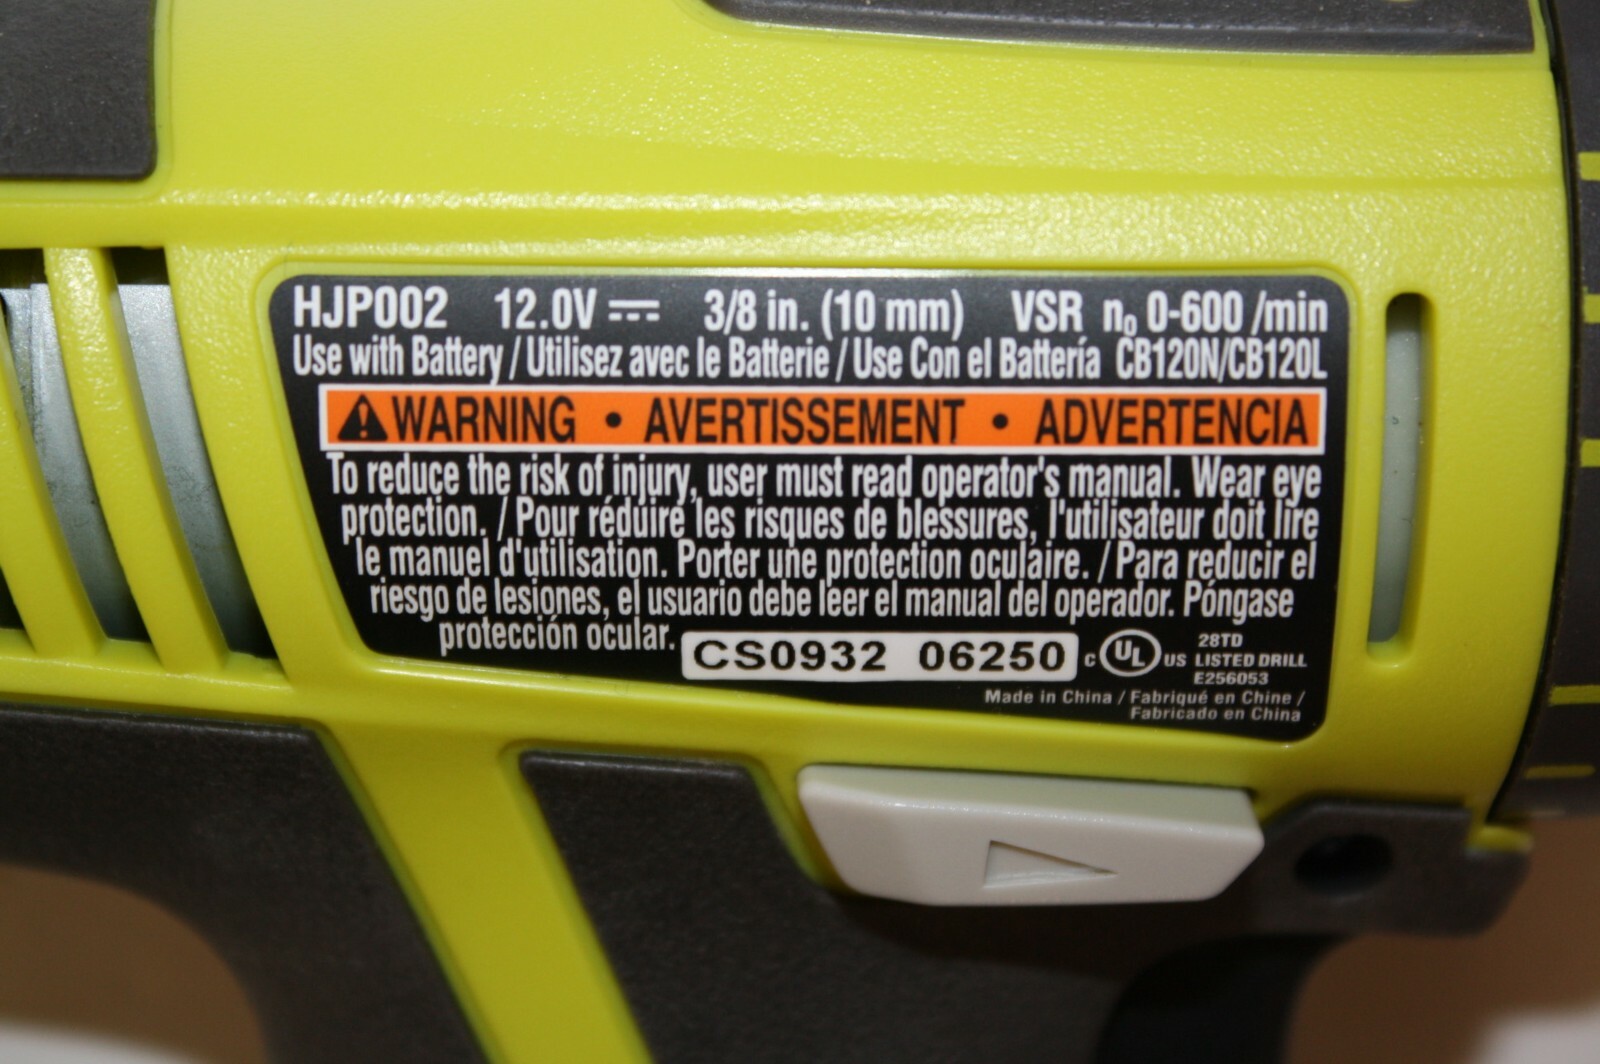 HJP002 12.0V 3/8 in. (10 mm) VSR n₀ 0-600 /min
Use with Battery / Utilisez avec le Batterie / Use Con el Battería CB120N/CB120L
WARNING • AVERTISSEMENT • ADVERTENCIA
To reduce the risk of injury, user must read operator's manual. Wear eye
protection. / Pour réduire les risques de blessures, l'utilisateur doit lire
le manuel d'utilisation. Porter une protection oculaire. / Para reducir el
riesgo de lesiones, el usuario debe leer el manual del operador. Póngase
protección ocular.
CS0932 06250
C UL US
28TD
LISTED DRILL
E256053
Made in China / Fabriqué en Chine /
Fabricado en China